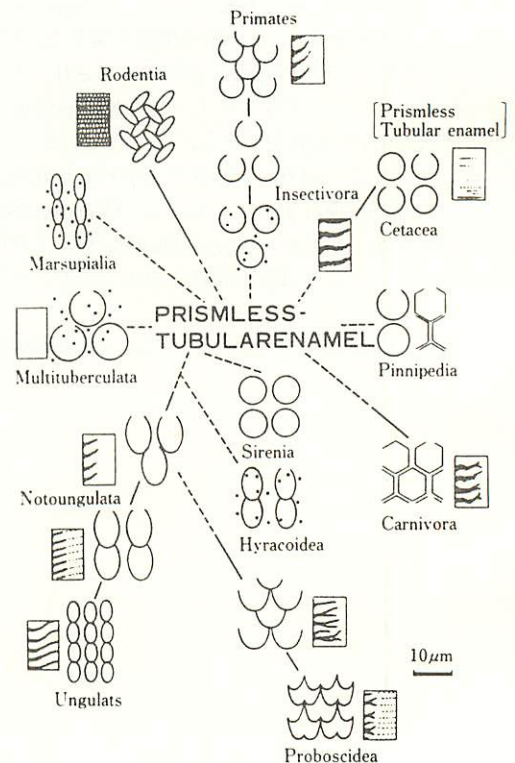 Primates
Rodentia
[Prismless
Tubular enamel]
Insectivora
Cetacea
Marsupialia
PRISMLESS-
TUBULARENAMEL
Multituberculata
Pinnipedia
Sirenia
Notoungulata
Carnivora
Hyracoidea
10μm
Ungulats
Proboscidea